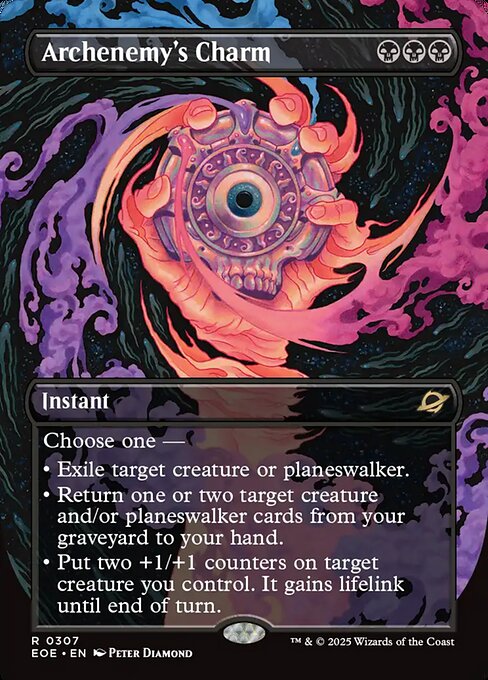 Archenemy's Charm
Instant
Choose one —
• Exile target creature or planeswalker.
• Return one or two target creature
and/or planeswalker cards from your
graveyard to your hand.
• Put two +1/+1 counters on target
creature you control. It gains lifelink
until end of turn.
R 0307
EOE • EN Peter Diamond
™ & © 2025 Wizards of the Coast